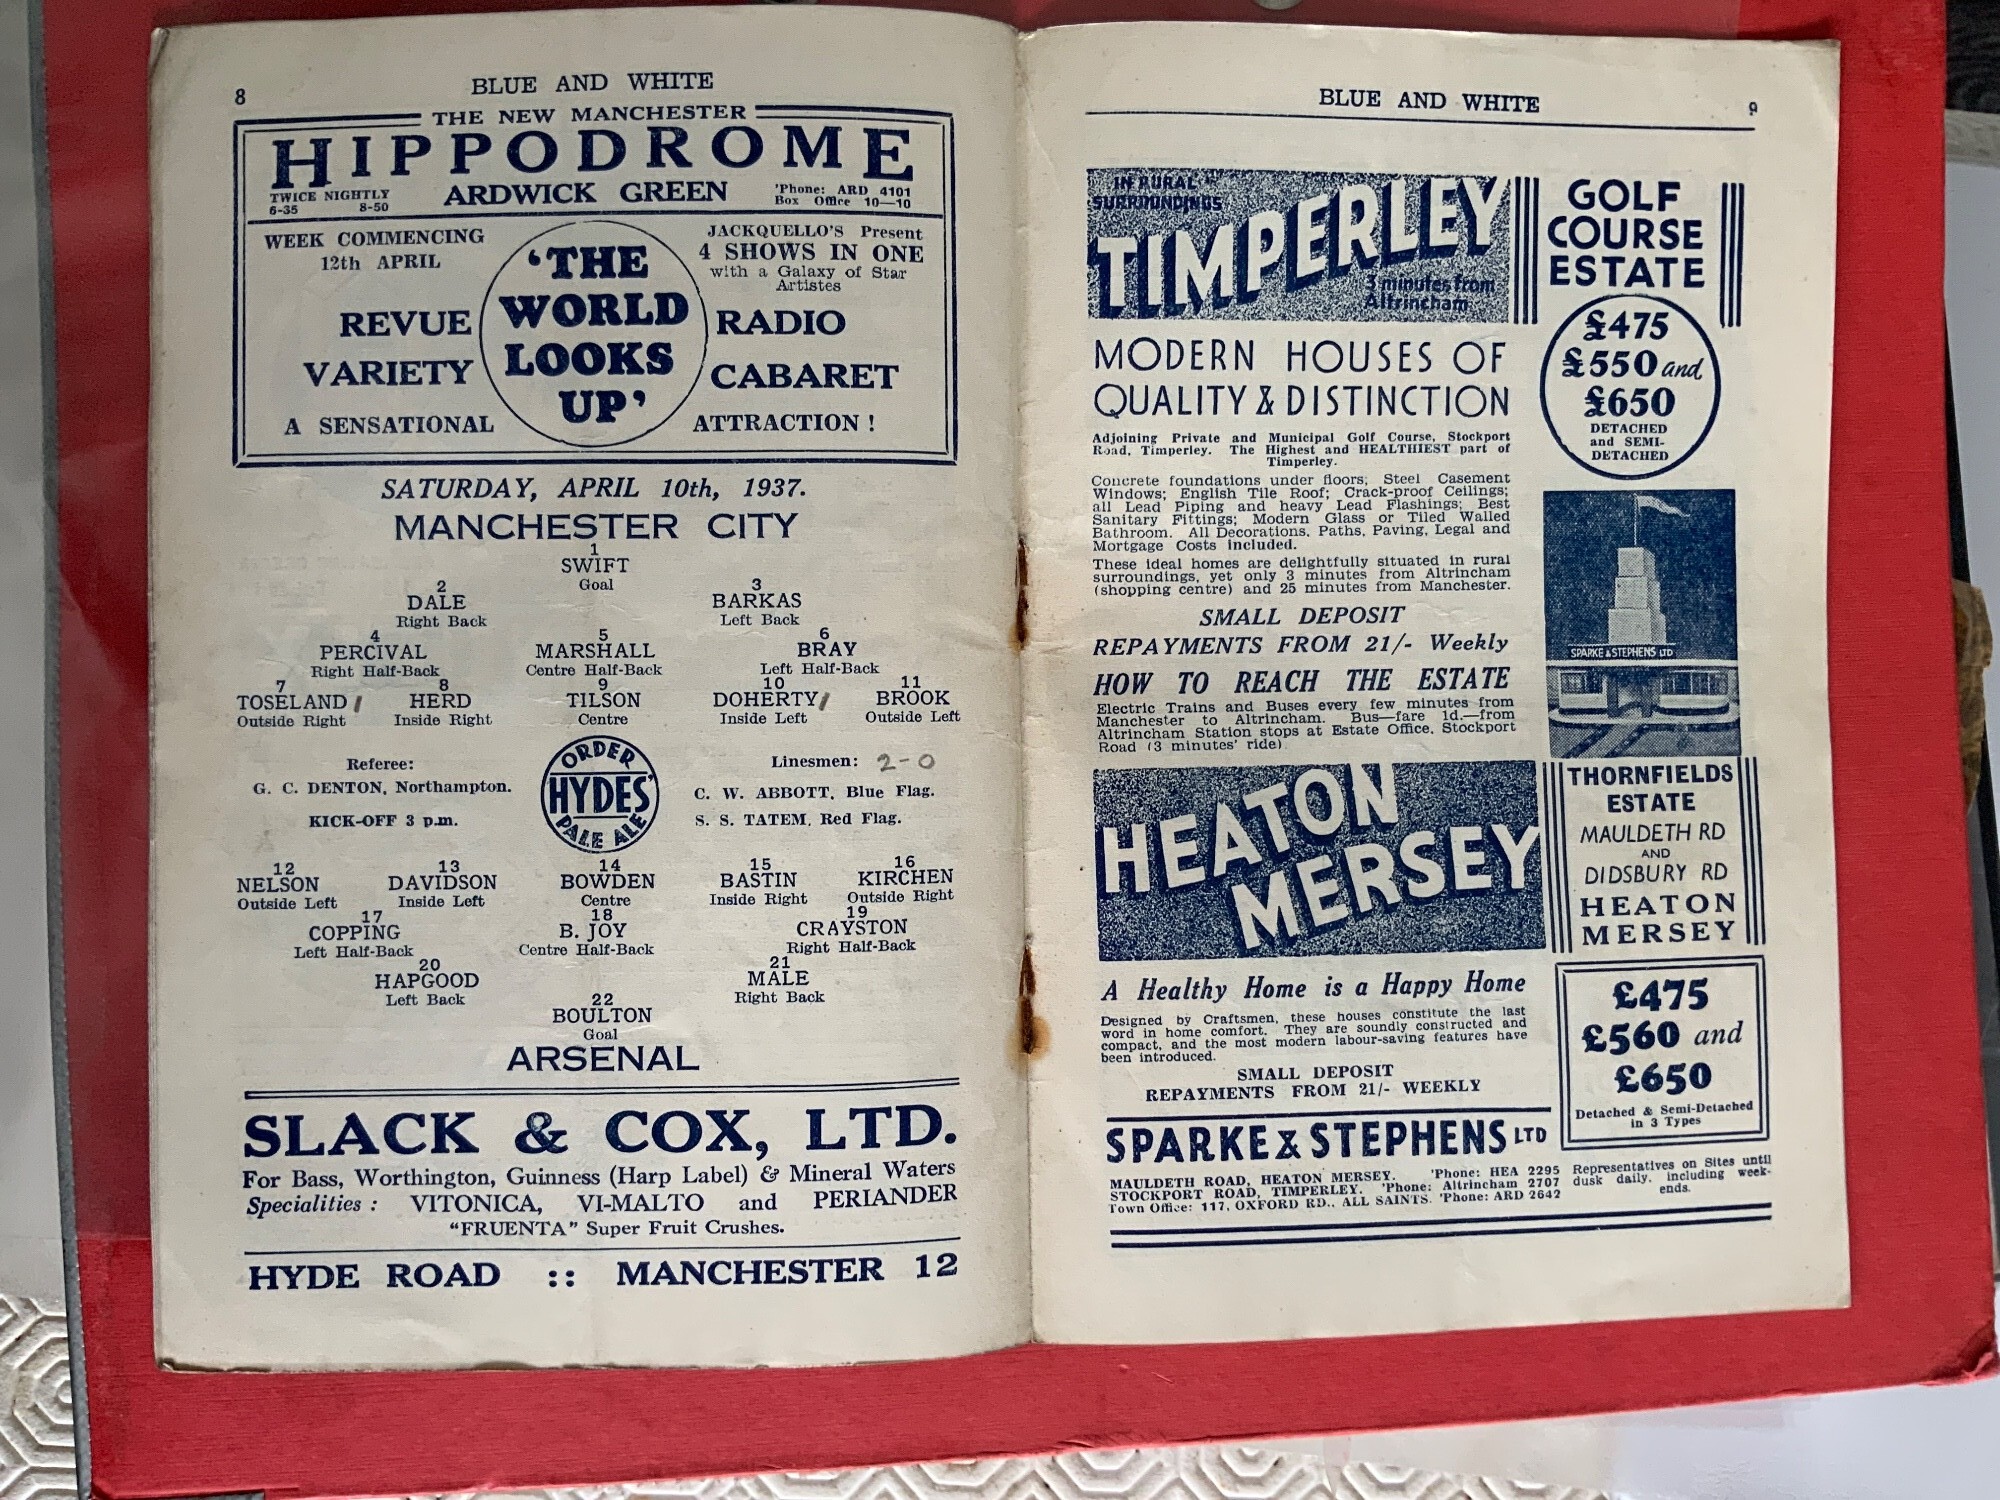 8
BLUE AND WHITE
THE NEW MANCHESTER
HIPPODROME
TWICE NIGHTLY
6-35 8-50
ARDWICK GREEN
'Phone: ARD 4101
Box Office 10—10
WEEK COMMENCING
12th APRIL
'THE
WORLD
LOOKS
UP'
JACKQUELLO'S Present
4 SHOWS IN ONE
with a Galaxy of Star
Artistes
REVUE
RADIO
VARIETY
CABARET
A SENSATIONAL
ATTRACTION !
SATURDAY, APRIL 10th, 1937.
MANCHESTER CITY
1
SWIFT
Goal
2 3
DALE BARKAS
Right Back Left Back
4 5 6
PERCIVAL MARSHALL BRAY
Right Half-Back Centre Half-Back Left Half-Back
7 8 9 10 11
TOSELAND / HERD TILSON DOHERTY / BROOK
Outside Right Inside Right Centre Inside Left Outside Left
Referee:
G. C. DENTON, Northampton.
KICK-OFF 3 p.m.
ORDER
HYDES'
PALE ALE
Linesmen: 2-0
C. W. ABBOTT, Blue Flag.
S. S. TATEM, Red Flag.
12 13 14 15 16
NELSON DAVIDSON BOWDEN BASTIN KIRCHEN
Outside Left Inside Left Centre Inside Right Outside Right
17 18 19
COPPING B. JOY CRAYSTON
Left Half-Back Centre Half-Back Right Half-Back
20 21
HAPGOOD MALE
Left Back Right Back
22
BOULTON
Goal
ARSENAL
SLACK & COX, LTD.
For Bass, Worthington, Guinness (Harp Label) & Mineral Waters
Specialities : VITONICA, VI-MALTO and PERIANDER
"FRUENTA" Super Fruit Crushes.
HYDE ROAD :: MANCHESTER 12
BLUE AND WHITE
9
IN RURAL
SURROUNDINGS
TIMPERLEY
3 minutes from
Altrincham
GOLF
COURSE
ESTATE
£475
£550 and
£650
DETACHED
and SEMI-
DETACHED
MODERN HOUSES OF
QUALITY & DISTINCTION
Adjoining Private and Municipal Golf Course, Stockport
Road, Timperley. The Highest and HEALTHIEST part of
Timperley.
Concrete foundations under floors; Steel Casement
Windows; English Tile Roof; Crack-proof Ceilings;
all Lead Piping and heavy Lead Flashings; Best
Sanitary Fittings; Modern Glass or Tiled Walled
Bathroom. All Decorations, Paths, Paving, Legal and
Mortgage Costs included.
These ideal homes are delightfully situated in rural
surroundings, yet only 3 minutes from Altrincham
(shopping centre) and 25 minutes from Manchester.
SMALL DEPOSIT
REPAYMENTS FROM 21/- Weekly
HOW TO REACH THE ESTATE
Electric Trains and Buses every few minutes from
Manchester to Altrincham. Bus—fare 1d.—from
Altrincham Station stops at Estate Office, Stockport
Road (3 minutes' ride)
SPARKE & STEPHENS LTD
HEATON
MERSEY
THORNFIELDS
ESTATE
MAULDETH RD
AND
DIDSBURY RD
HEATON
MERSEY
A Healthy Home is a Happy Home
Designed by Craftsmen, these houses constitute the last
word in home comfort. They are soundly constructed and
compact, and the most modern labour-saving features have
been introduced.
SMALL DEPOSIT
REPAYMENTS FROM 21/- WEEKLY
£475
£560 and
£650
Detached & Semi-Detached
in 3 Types
SPARKE & STEPHENS LTD
MAULDETH ROAD, HEATON MERSEY. 'Phone: HEA 2295
STOCKPORT ROAD, TIMPERLEY. 'Phone: Altrincham 2707
Town Office: 117, OXFORD RD., ALL SAINTS. 'Phone: ARD 2642
Representatives on Sites until
dusk daily, including week-
ends.